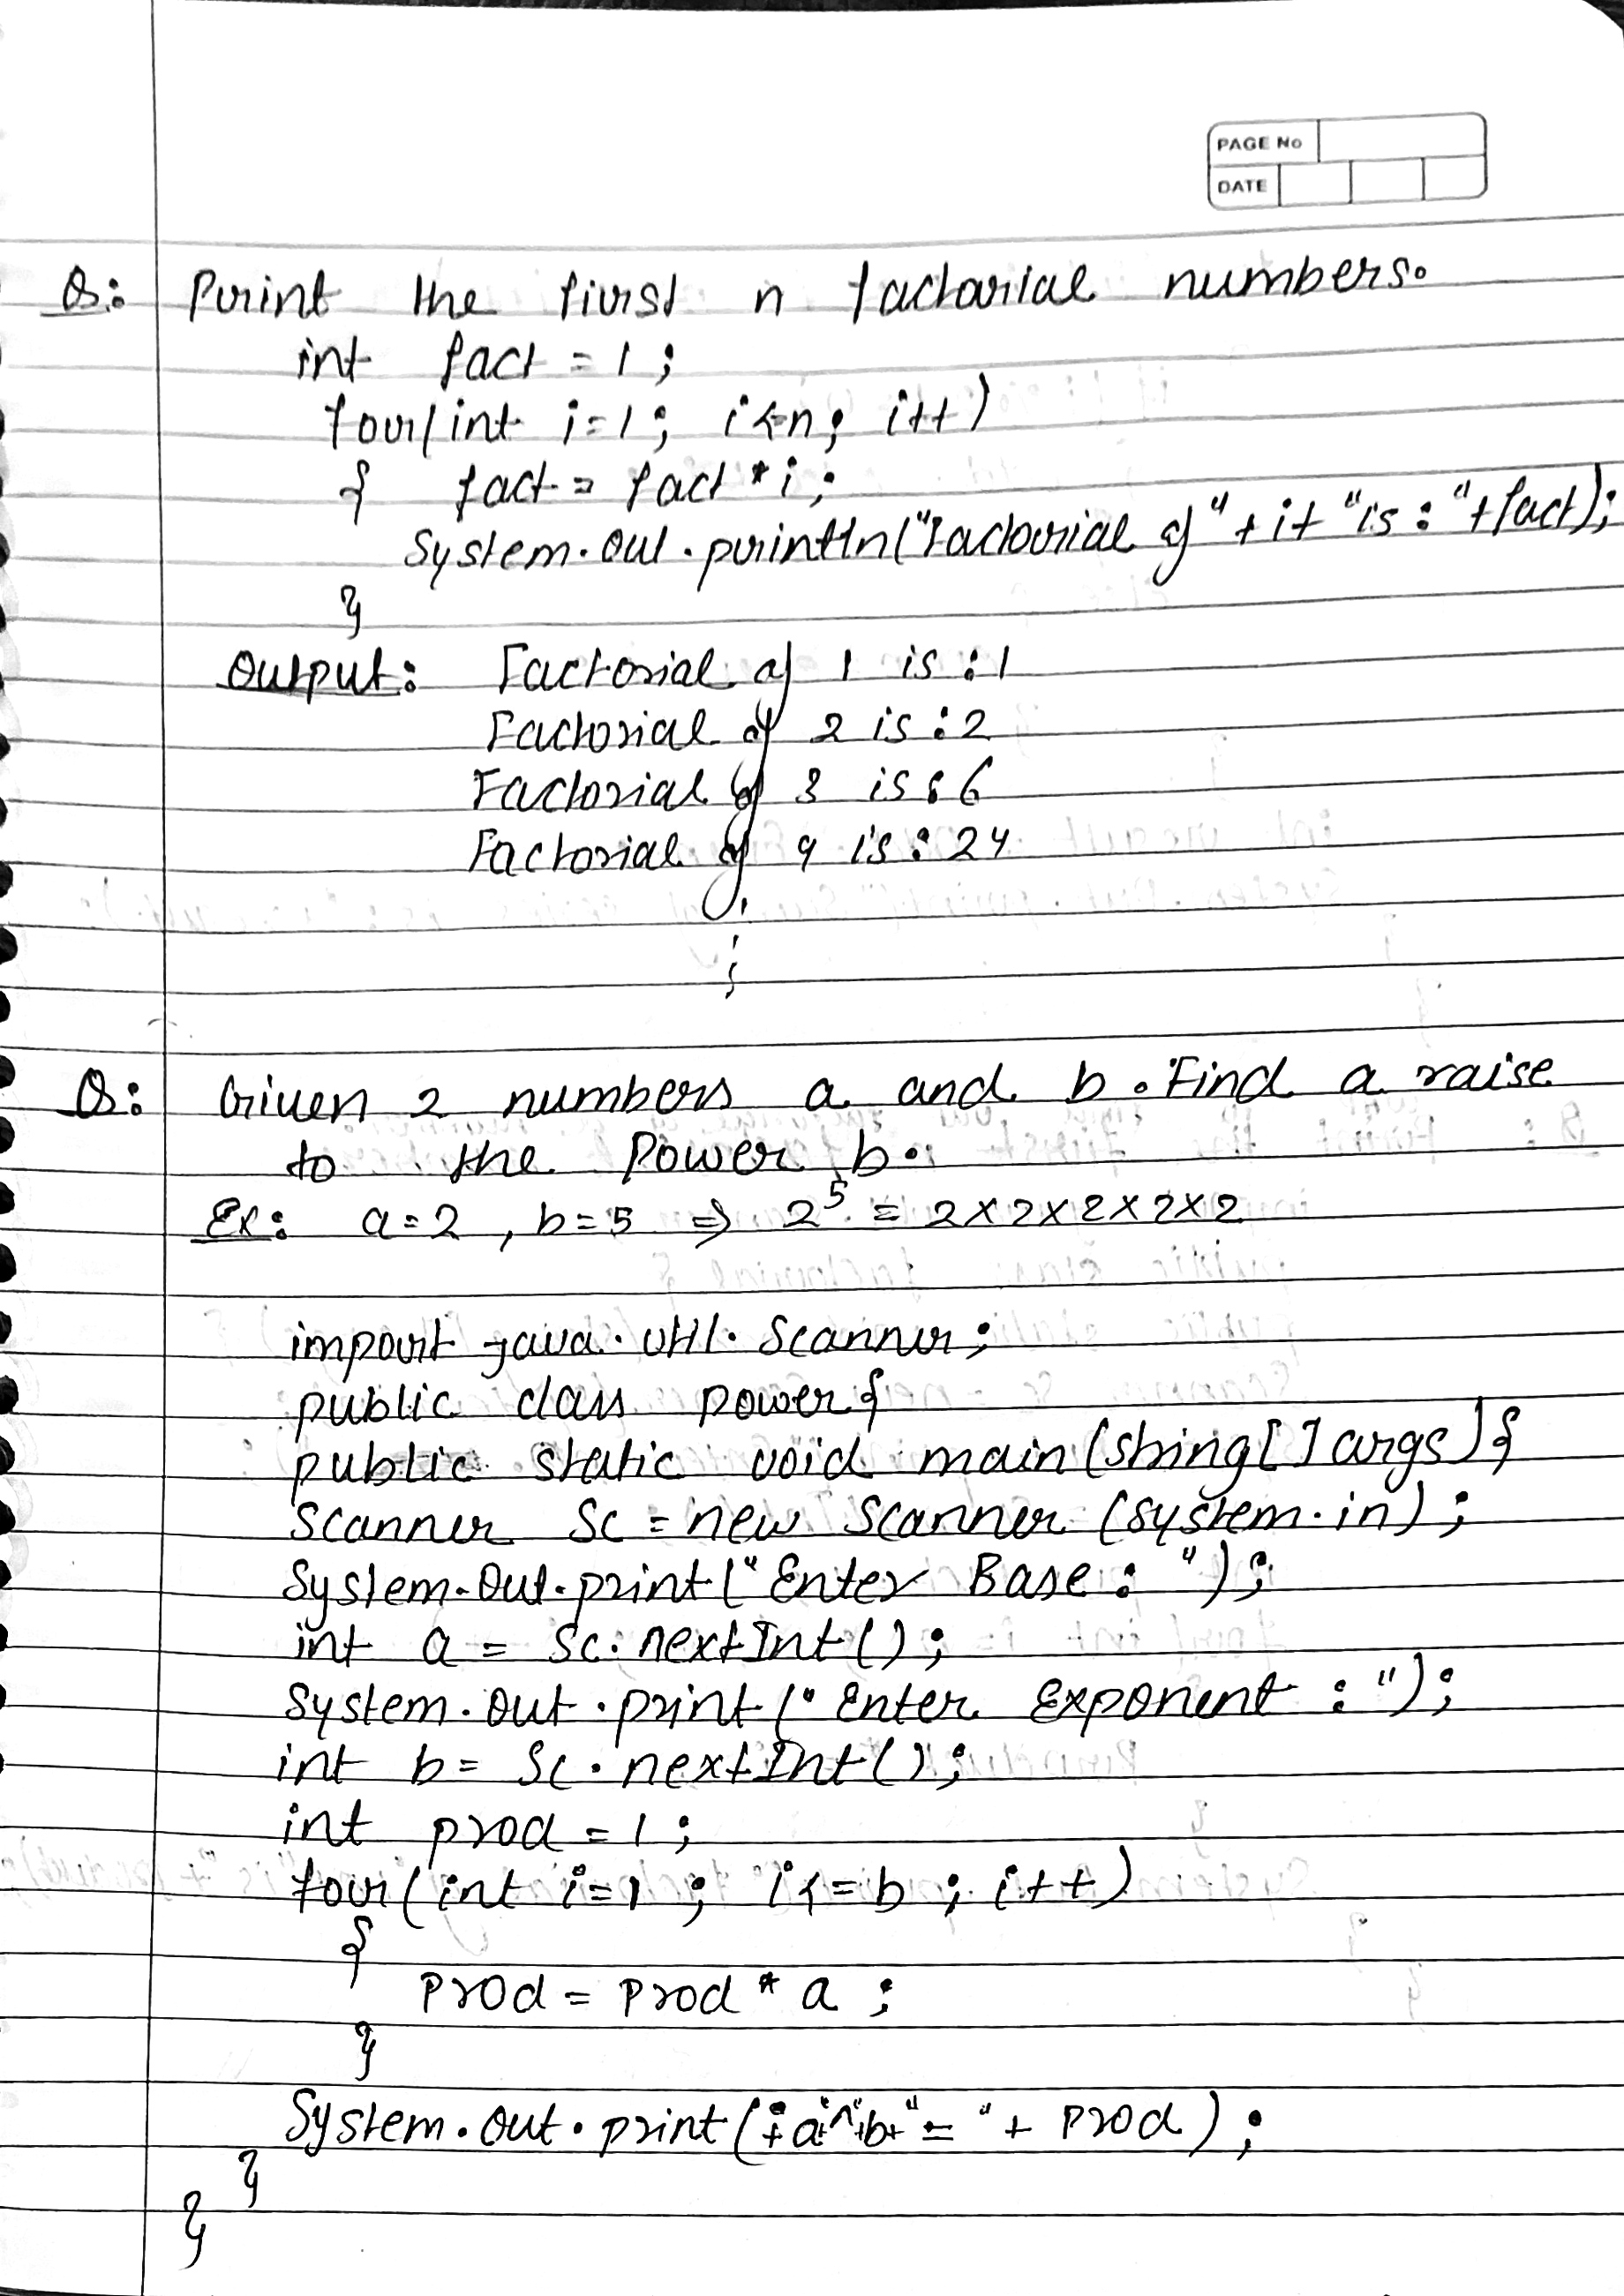 PAGE No
DATE
Q: Print the first n factorial numbers.
int fact = 1;
for(int i=1; i<=n; i++)
{ fact = fact * i;
System.out.println("Factorial of" + i + "is : "+fact);
}
Output: Factorial of 1 is : 1
Factorial of 2 is : 2
Factorial of 3 is : 6
Factorial of 4 is : 24
Q: Given 2 numbers a and b. Find a raise
to the power b.
Ex: a=2, b=5 ⇒ 2⁵ = 2×2×2×2×2
import java.util.Scanner;
public class power{
public static void main(string[] args){
Scanner sc = new Scanner (system.in);
System.out.print("Enter Base : ");
int a = sc.nextInt();
System.out.print("Enter Exponent : ");
int b = sc.nextInt();
int prod = 1;
for(int i=1 ; i<=b ; i++)
{
prod = prod * a ;
}
System.out.print(+a+"^"+b+" = " + prod);
}
}